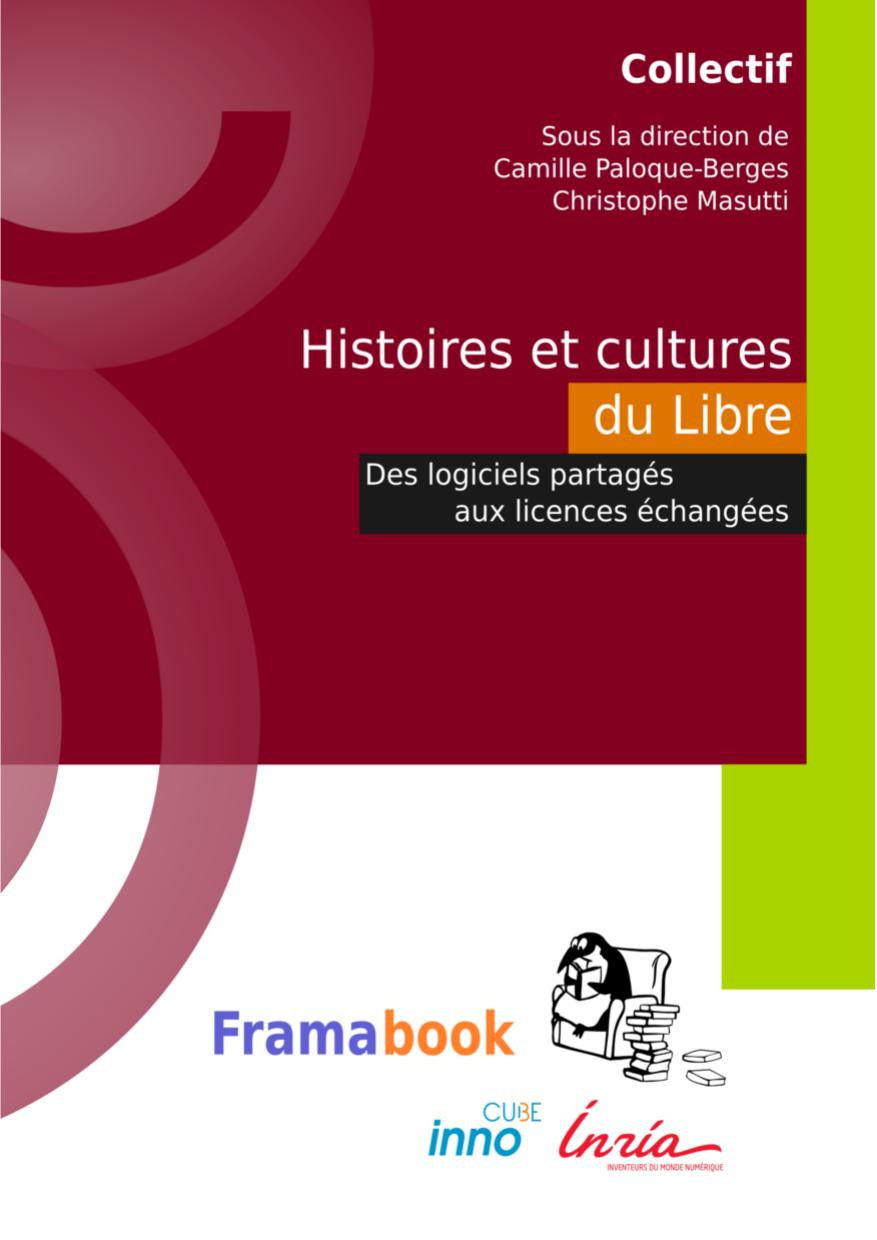 Collectif
Sous la direction de
Camille Paloque-Berges
Christophe Masutti
Histoires et cultures
du Libre
Des logiciels partagés
aux licences échangées
Framabook
CUBE
inno
Inría
INVENTEURS DU MONDE NUMÉRIQUE